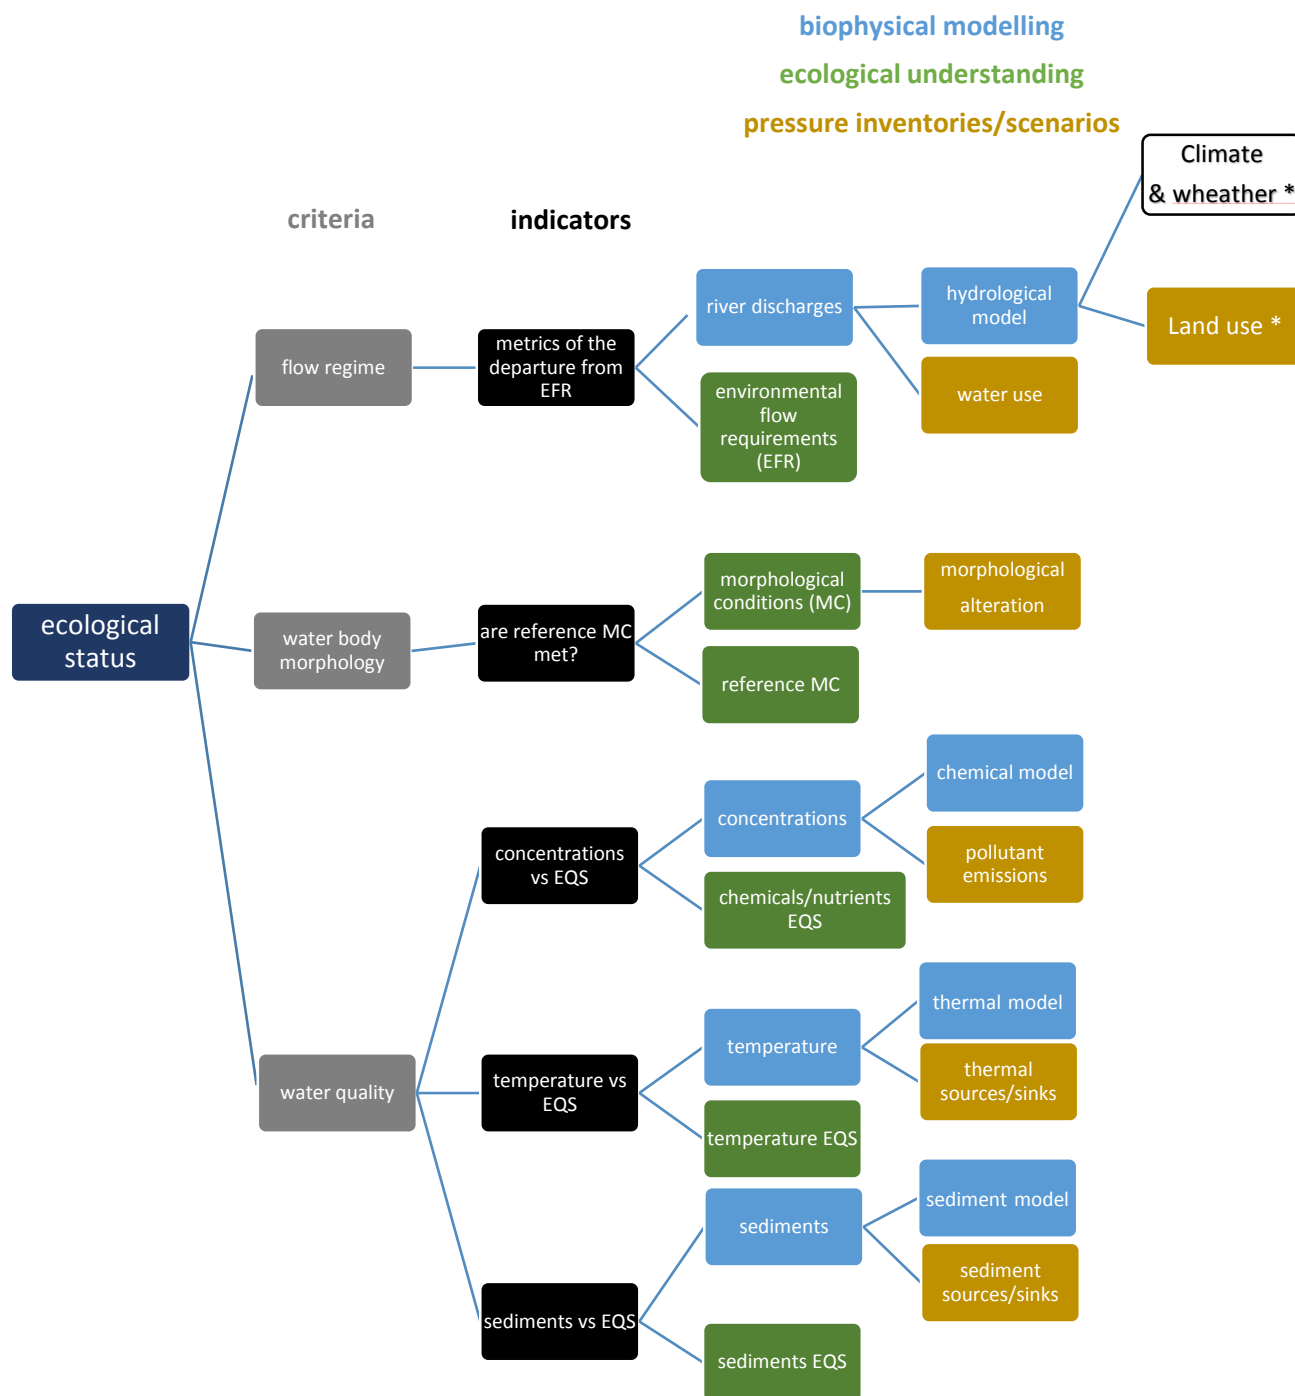 biophysical modelling
ecological understanding
pressure inventories/scenarios
Climate
& wheather *
criteria
indicators
river discharges
hydrological
model
Land use *
flow regime
metrics of the
departure from
EFR
environmental
flow
requirements
(EFR)
water use
ecological
status
water body
morphology
are reference MC
met?
morphological
conditions (MC)
morphological
alteration
reference MC
chemical model
concentrations
concentrations
vs EQS
pollutant
emissions
chemicals/nutrients
EQS
thermal model
temperature
thermal
sources/sinks
water quality
temperature vs
EQS
temperature EQS
sediment model
sediments
sediment
sources/sinks
sediments vs EQS
sediments EQS